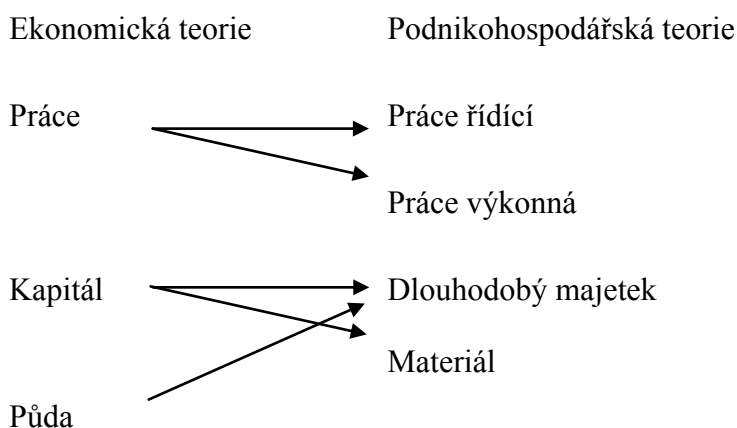 Ekonomická teorie Podnikohospodářská teorie
Práce Práce řídící
Práce výkonná
Kapitál Dlouhodobý majetek
Materiál
Půda